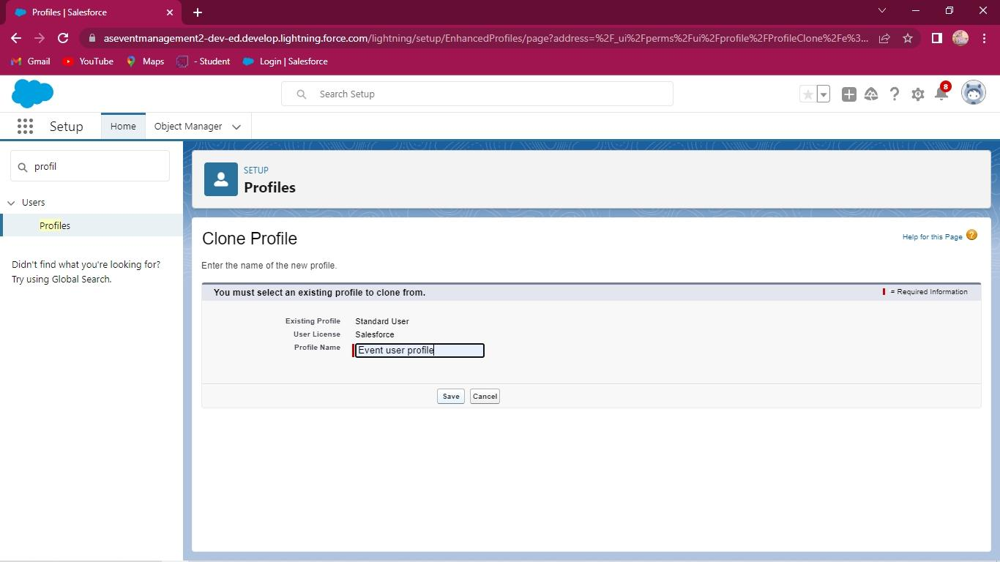 Profiles | Salesforce
aseventmanagement2-dev-ed.develop.lightning.force.com/lightning/setup/EnhancedProfiles/page?address=%2F_ui%2Fperms%2Fui%2Fprofile%2FProfileClone%2Fe%3...
Gmail YouTube Maps - Student Login | Salesforce
Search Setup
8
Setup Home Object Manager
profil
Users
Profiles
Didn't find what you're looking for?
Try using Global Search.
SETUP
Profiles
Clone Profile
Help for this Page ?
Enter the name of the new profile.
You must select an existing profile to clone from.
= Required Information
Existing Profile Standard User
User License Salesforce
Profile Name Event user profile
Save Cancel